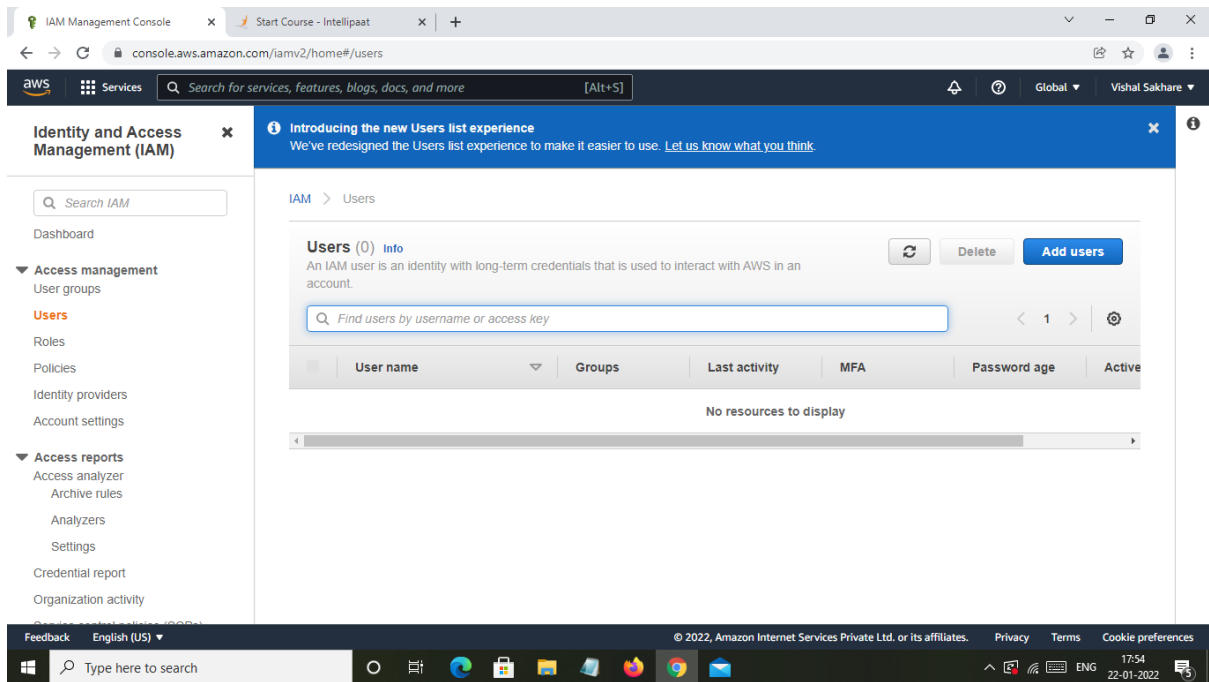 IAM Management Console
Start Course - Intellipaat
console.aws.amazon.com/iamv2/home#/users
aws
Services
Search for services, features, blogs, docs, and more
[Alt+S]
Global ▼
Vishal Sakhare ▼
Identity and Access
Management (IAM)
Search IAM
Dashboard
Access management
User groups
Users
Roles
Policies
Identity providers
Account settings
Access reports
Access analyzer
Archive rules
Analyzers
Settings
Credential report
Organization activity
Service control policies (SCPs)
Introducing the new Users list experience
We've redesigned the Users list experience to make it easier to use. Let us know what you think.
IAM > Users
Users (0) Info
An IAM user is an identity with long-term credentials that is used to interact with AWS in an
account.
Delete
Add users
Find users by username or access key
1
User name
Groups
Last activity
MFA
Password age
Active
No resources to display
Feedback
English (US) ▼
© 2022, Amazon Internet Services Private Ltd. or its affiliates.
Privacy
Terms
Cookie preferences
Type here to search
ENG
17:54
22-01-2022
5